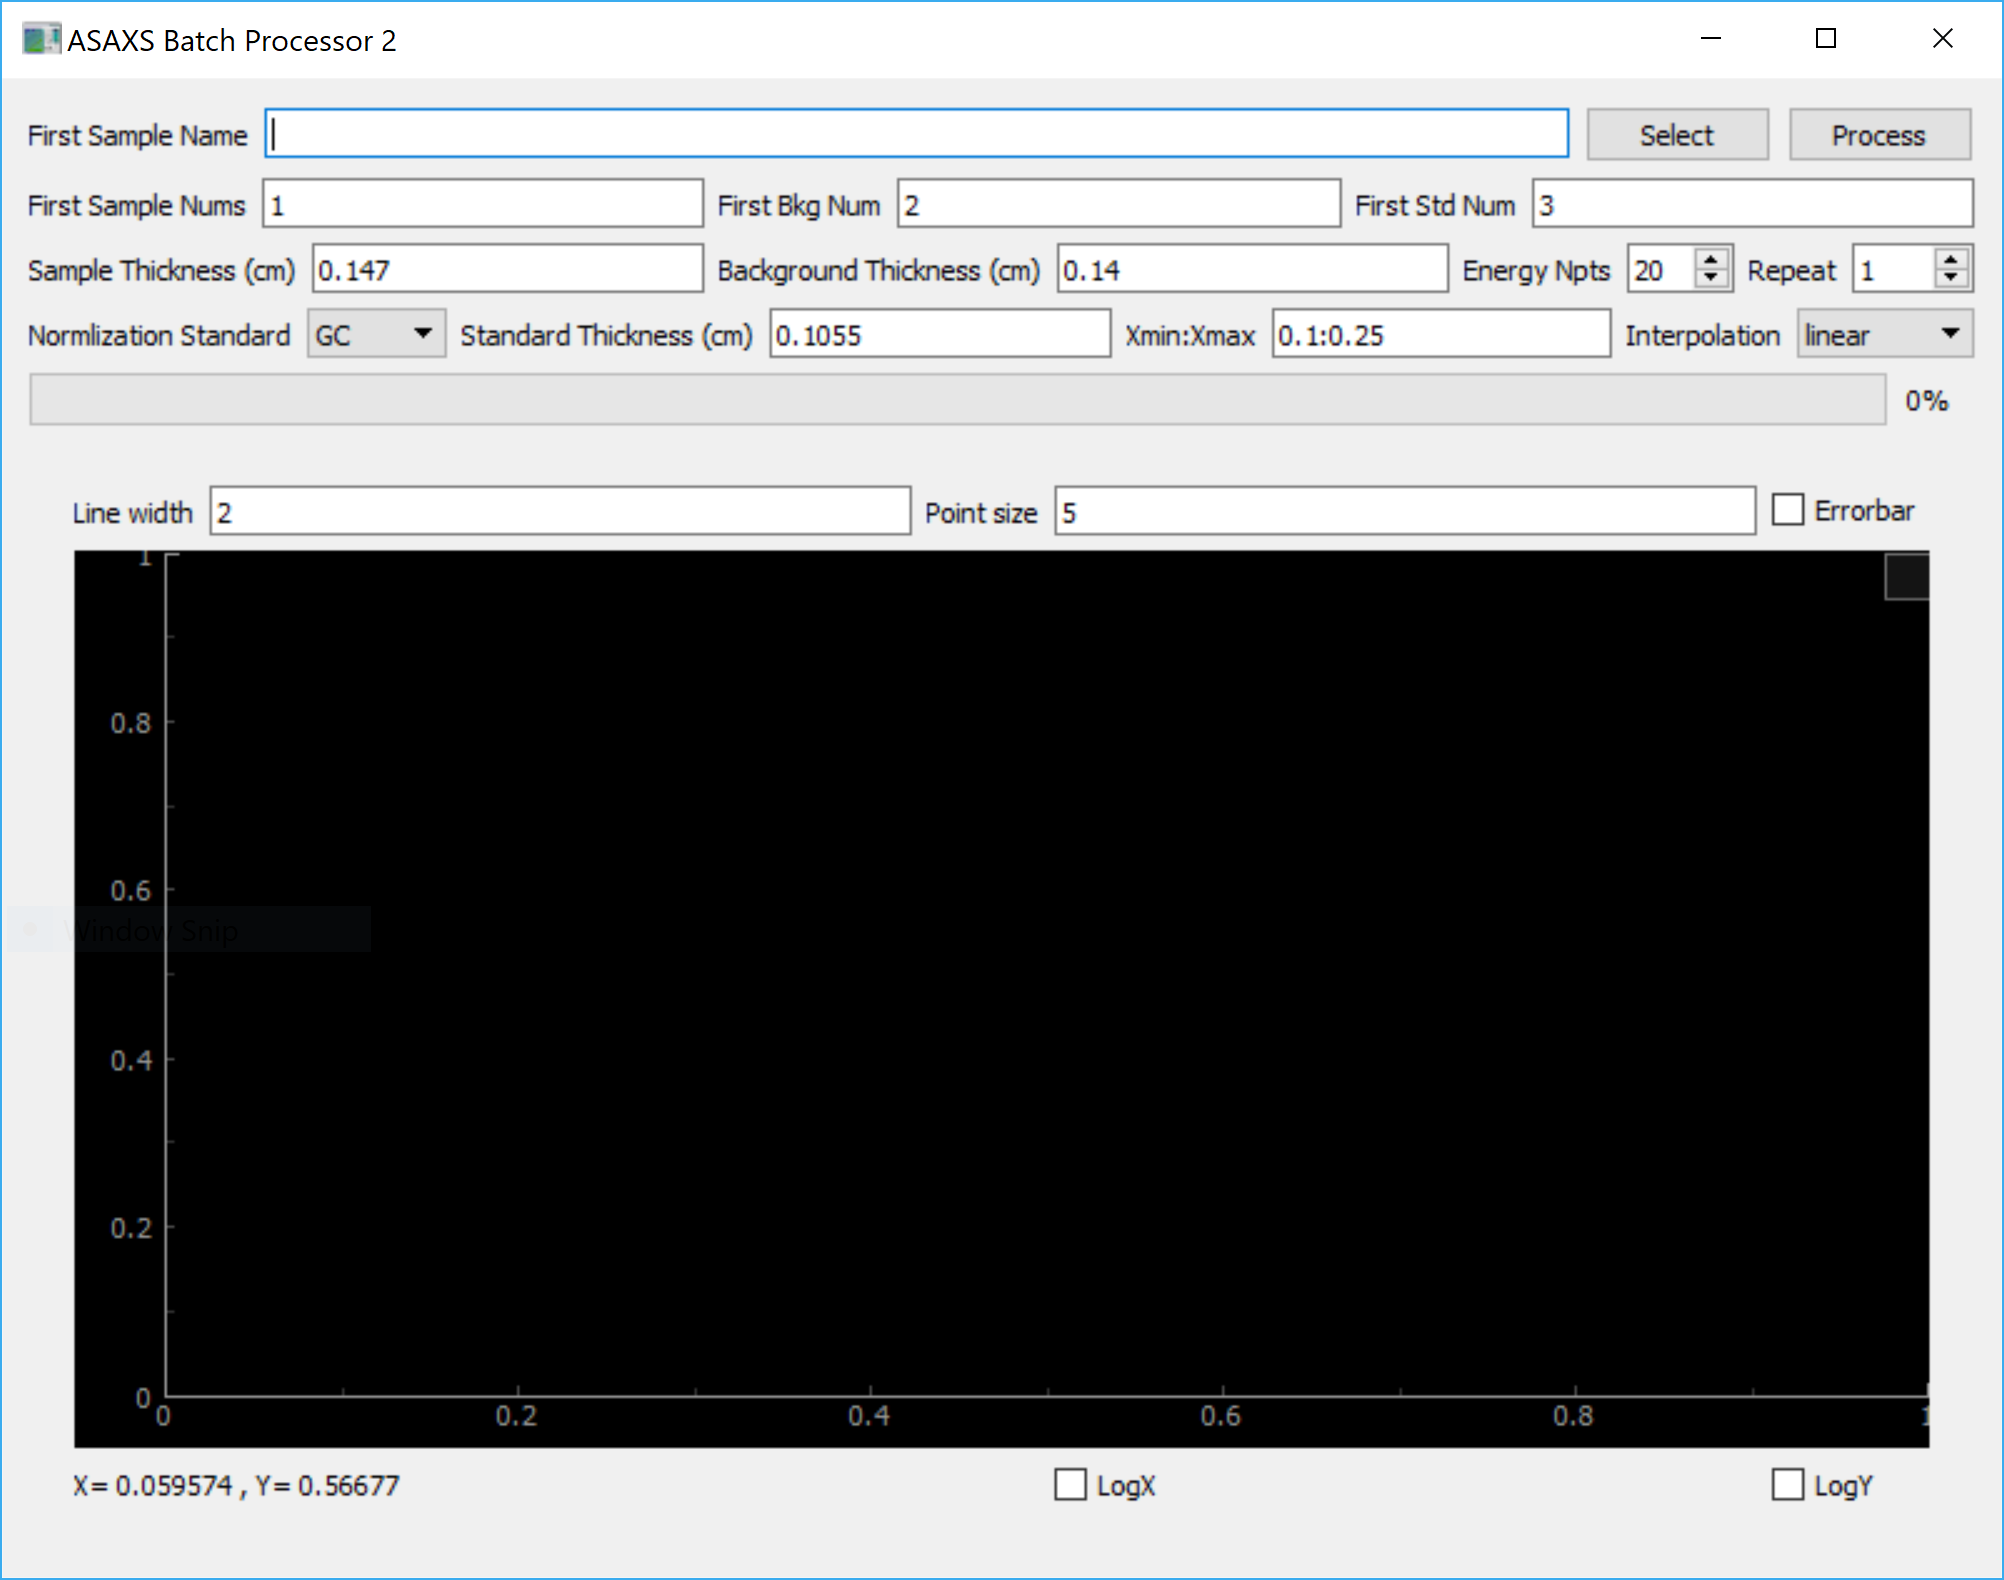 ASAXS Batch Processor 2
First Sample Name Select Process
First Sample Nums 1 First Bkg Num 2 First Std Num 3
Sample Thickness (cm) 0.147 Background Thickness (cm) 0.14 Energy Npts 20 Repeat 1
Normlization Standard GC Standard Thickness (cm) 0.1055 Xmin:Xmax 0.1:0.25 Interpolation linear
0%
Line width 2 Point size 5 Errorbar
1
0.8
0.6
Window Snip
0.4
0.2
0
0 0.2 0.4 0.6 0.8 1
X= 0.059574 , Y= 0.56677 LogX LogY